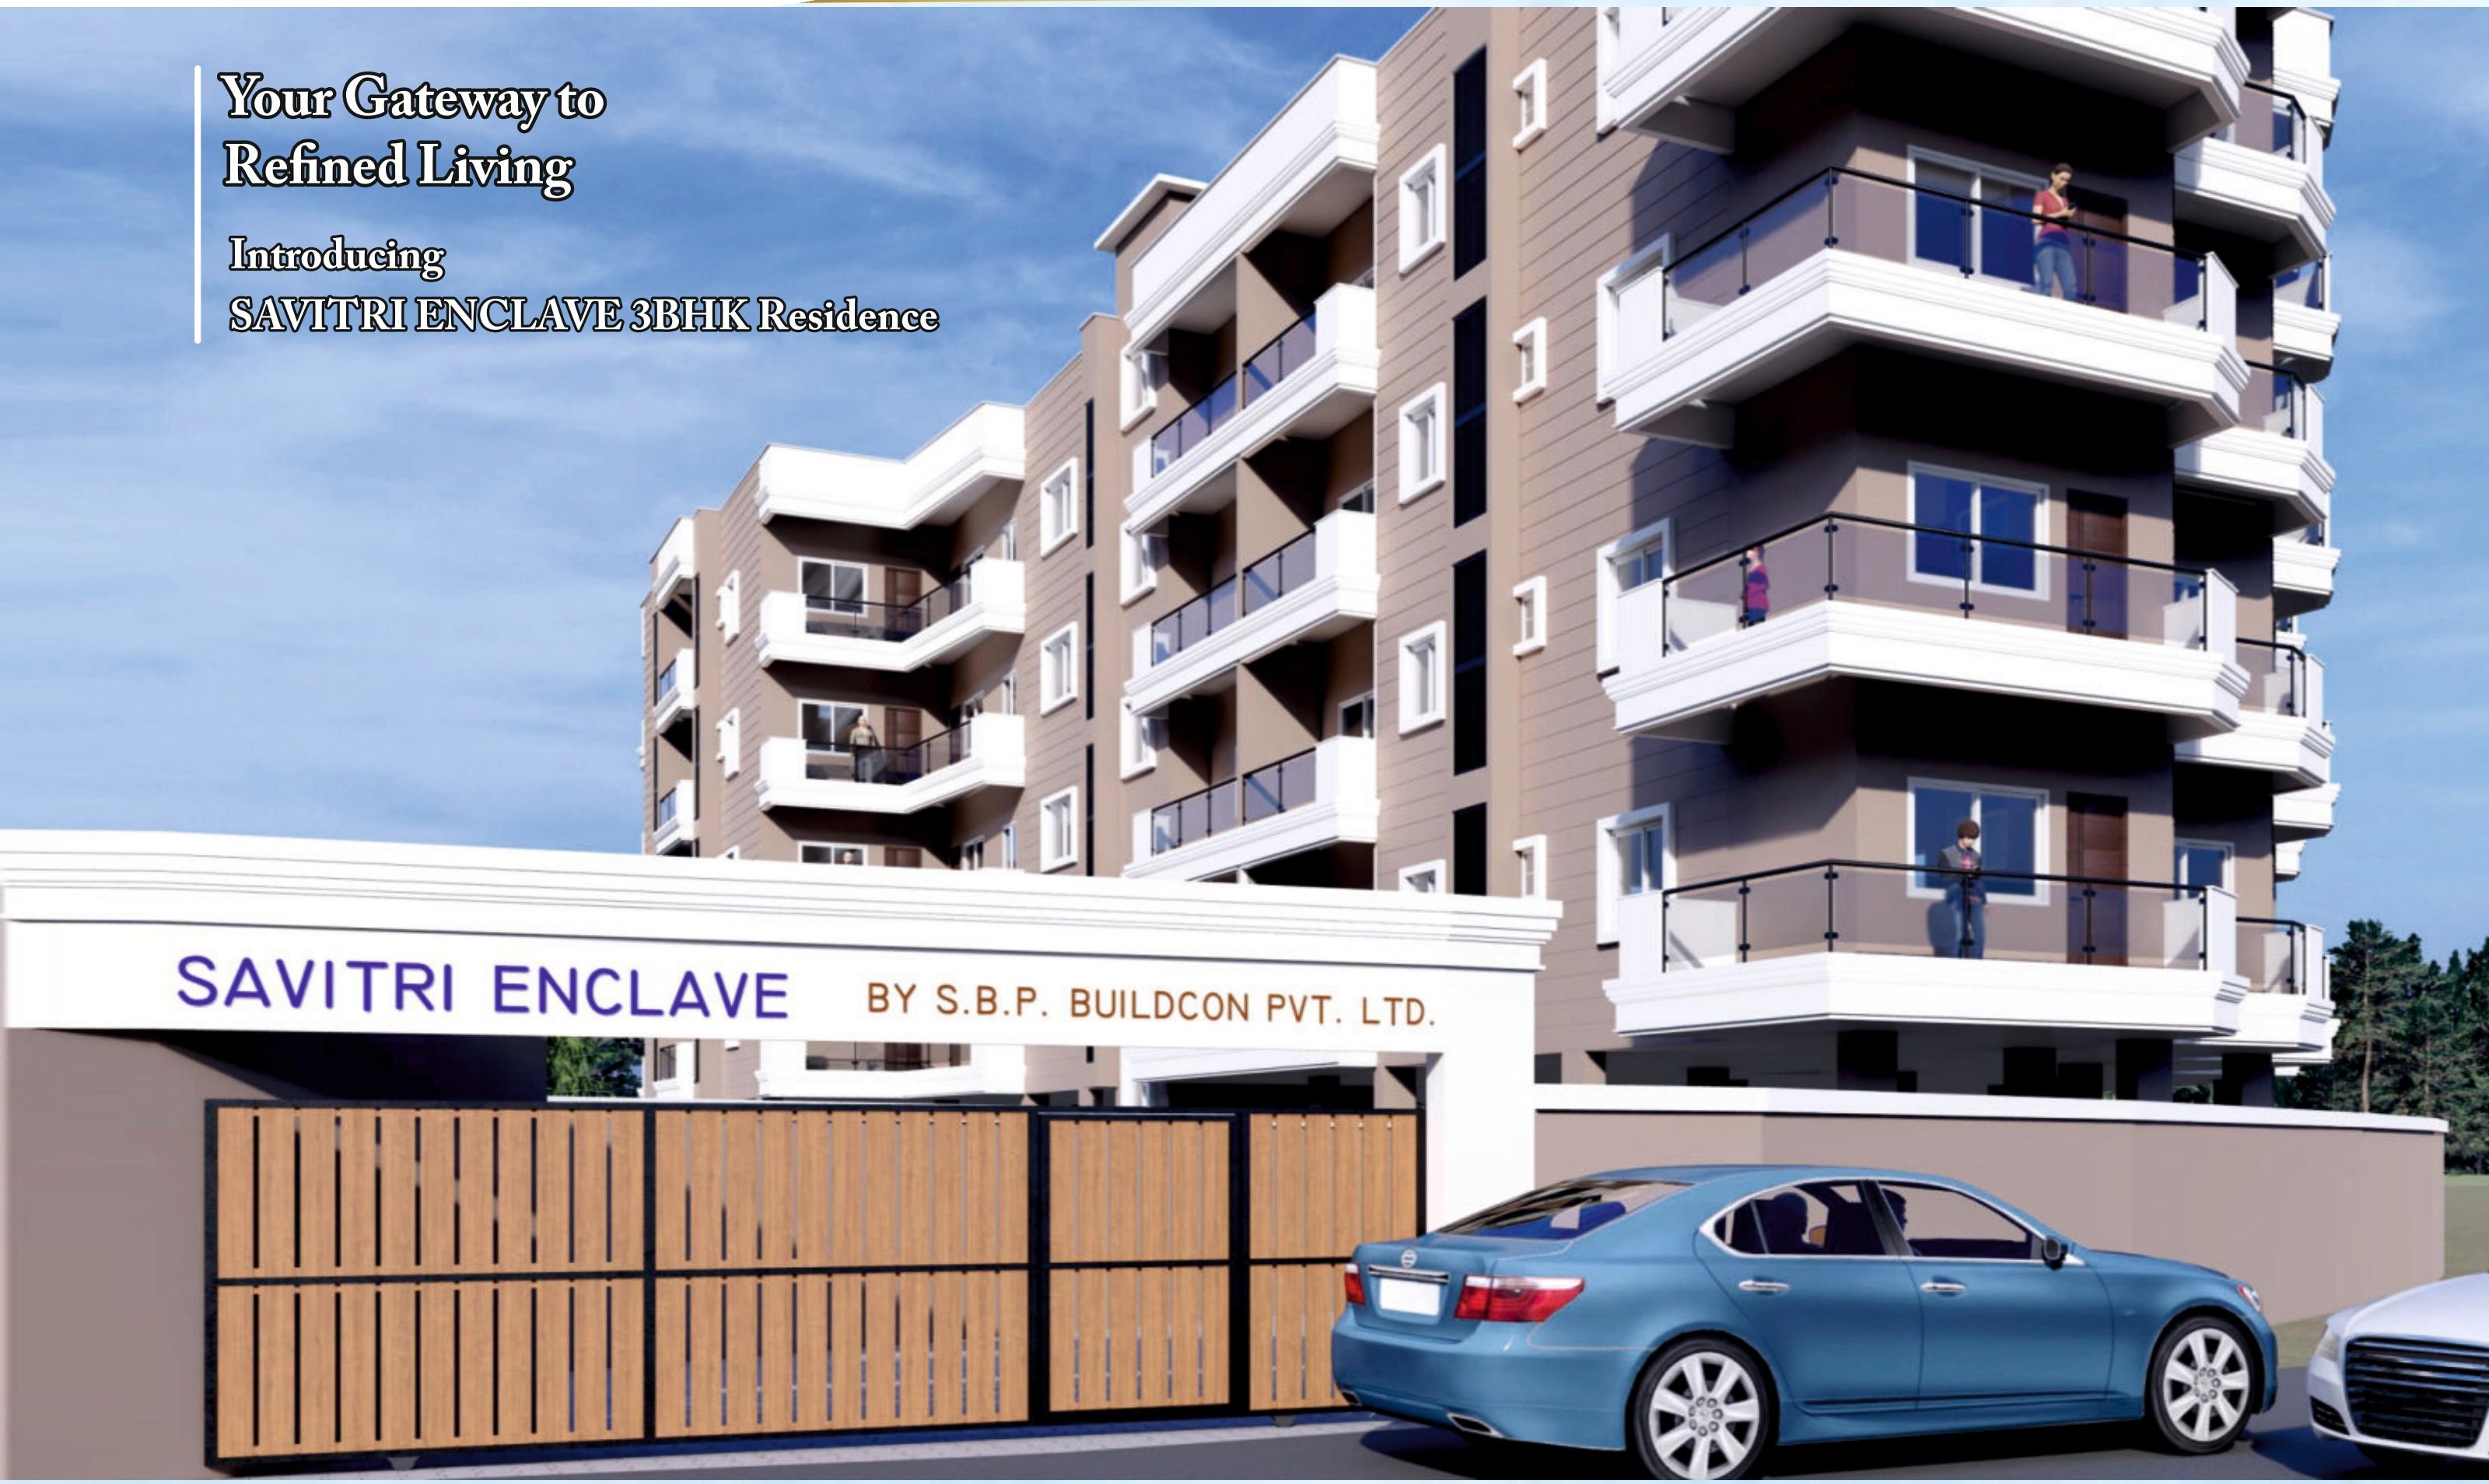 Your Gateway to
Refined Living
Introducing
SAVITRI ENCLAVE 3BHK Residence
SAVITRI ENCLAVE BY S.B.P. BUILDCON PVT. LTD.